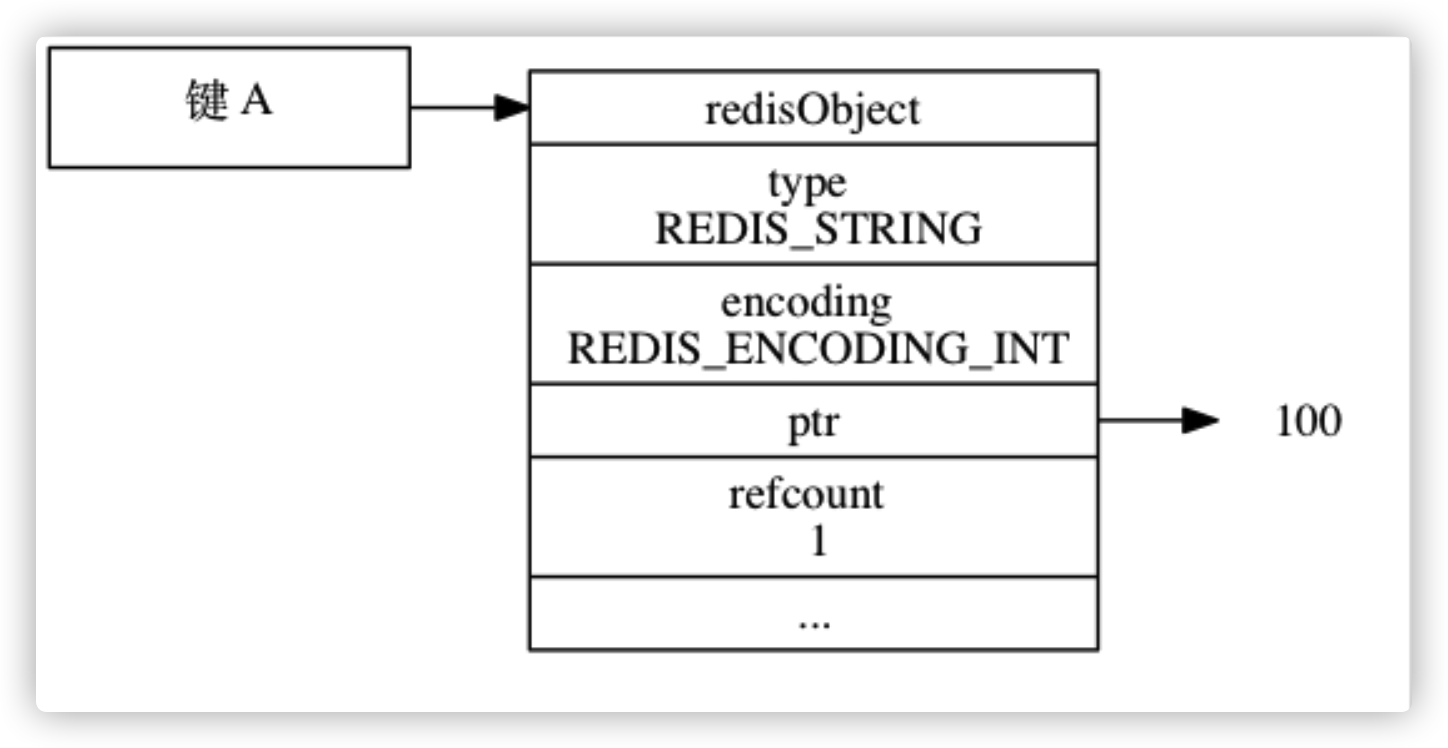 键 A
redisObject
type
REDIS_STRING
encoding
REDIS_ENCODING_INT
ptr
100
refcount
1
...